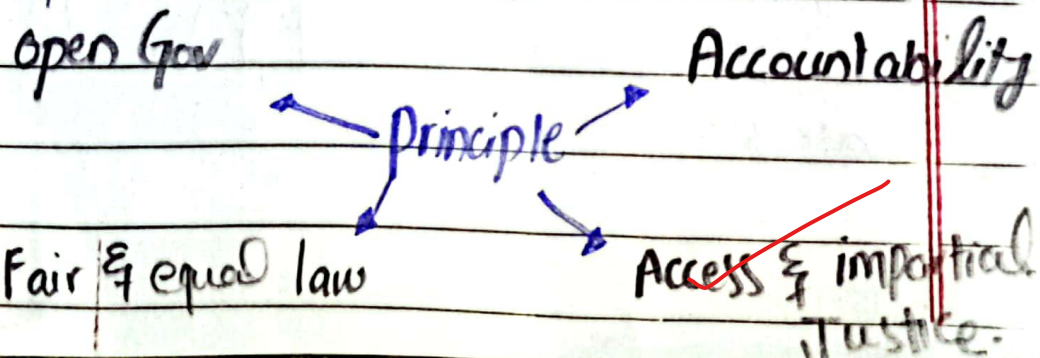 open Gov Accountability
Principle
Fair & equal law Access & impartial
Justice.